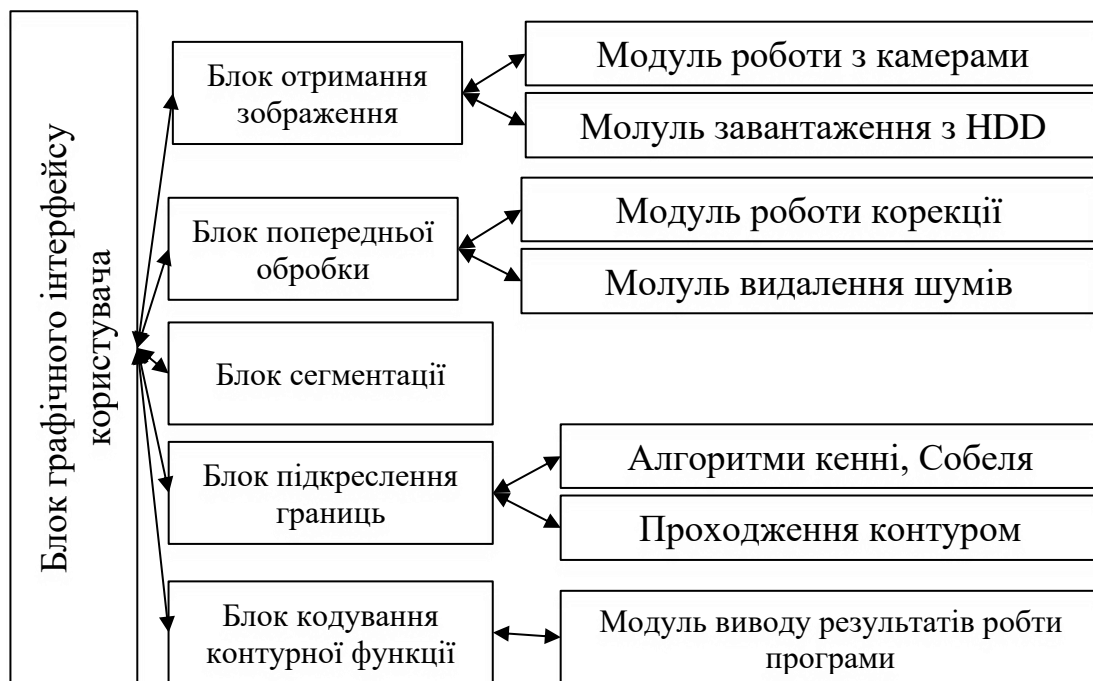 Блок графічного інтерфейсу
користувача
Блок отримання
зображення
Модуль роботи з камерами
Молуль завантаження з HDD
Блок попередньої
обробки
Модуль роботи корекції
Молуль видалення шумів
Блок сегментації
Блок підкреслення
границь
Алгоритми кенні, Собеля
Проходження контуром
Блок кодування
контурної функції
Модуль виводу результатів робти
програми